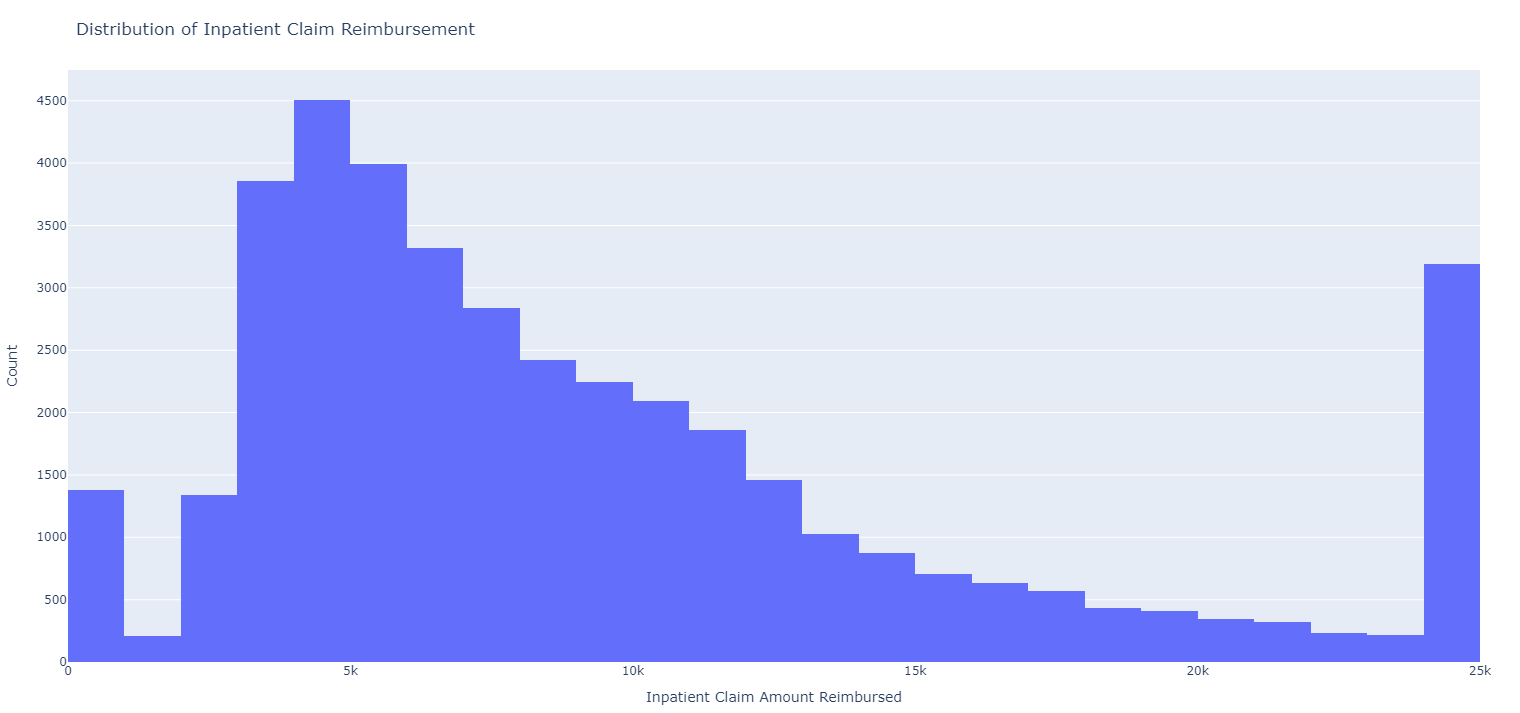 Distribution of Inpatient Claim Reimbursement
4500
4000
3500
3000
2500
2000
1500
1000
500
0
Count
0 5k 10k 15k 20k 25k
Inpatient Claim Amount Reimbursed